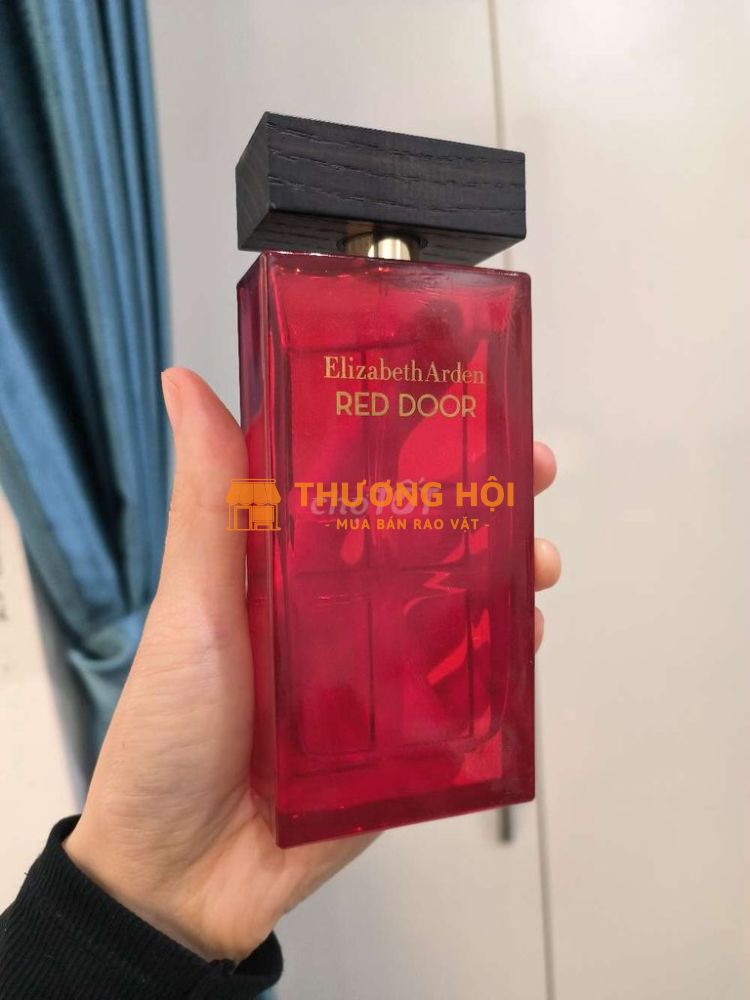 Elizabeth Arden
RED DOOR
THƯƠNG HỘI
- MUA BÁN RAO VẶT -